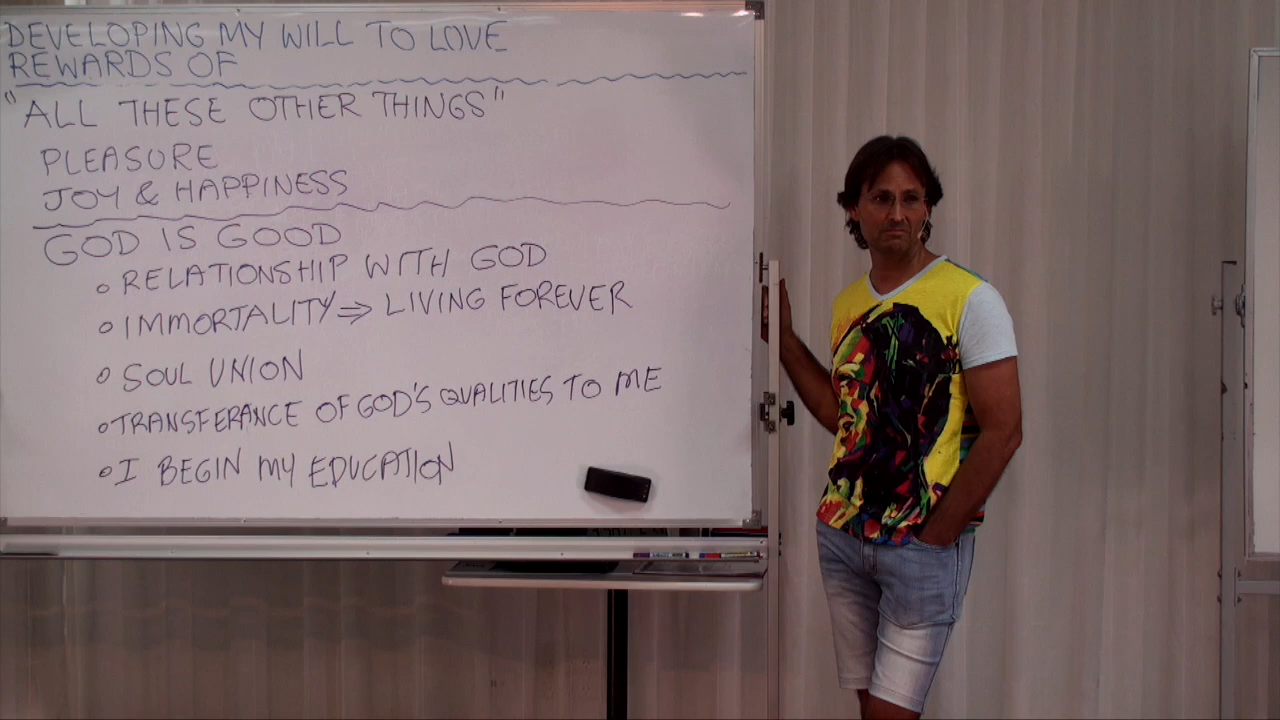 DEVELOPING MY WILL TO LOVE
REWARDS OF
"ALL THESE OTHER THINGS"
PLEASURE
JOY & HAPPINESS
GOD IS GOOD
• RELATIONSHIP WITH GOD
• IMMORTALITY ⇒ LIVING FOREVER
• SOUL UNION
• TRANSFERANCE OF GOD'S QUALITIES TO ME
• I BEGIN MY EDUCATION